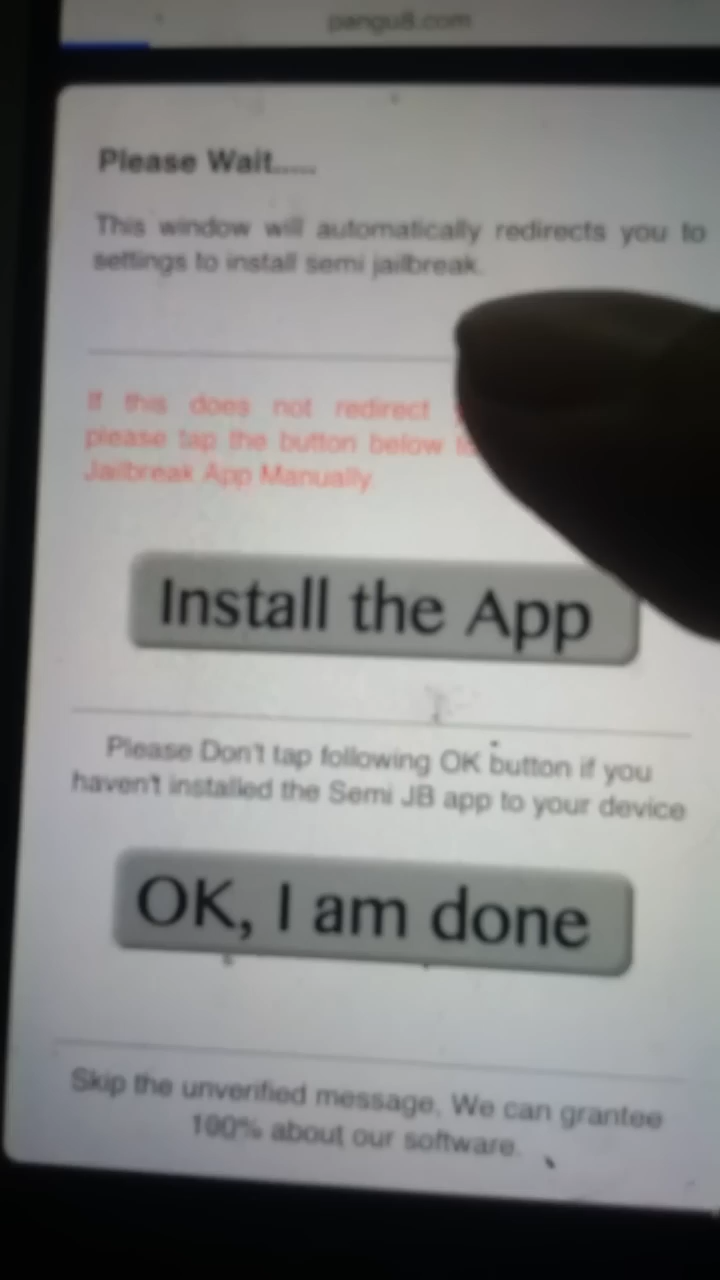 pangu8.com
Please Wait.....
This window will automatically redirects you to
settings to install semi jailbreak.
If this does not redirect
please tap the button below
Jailbreak App Manually.
Install the App
Please Don't tap following OK button if you
haven't installed the Semi JB app to your device
OK, I am done
Skip the unverified message. We can grantee
100% about our software.